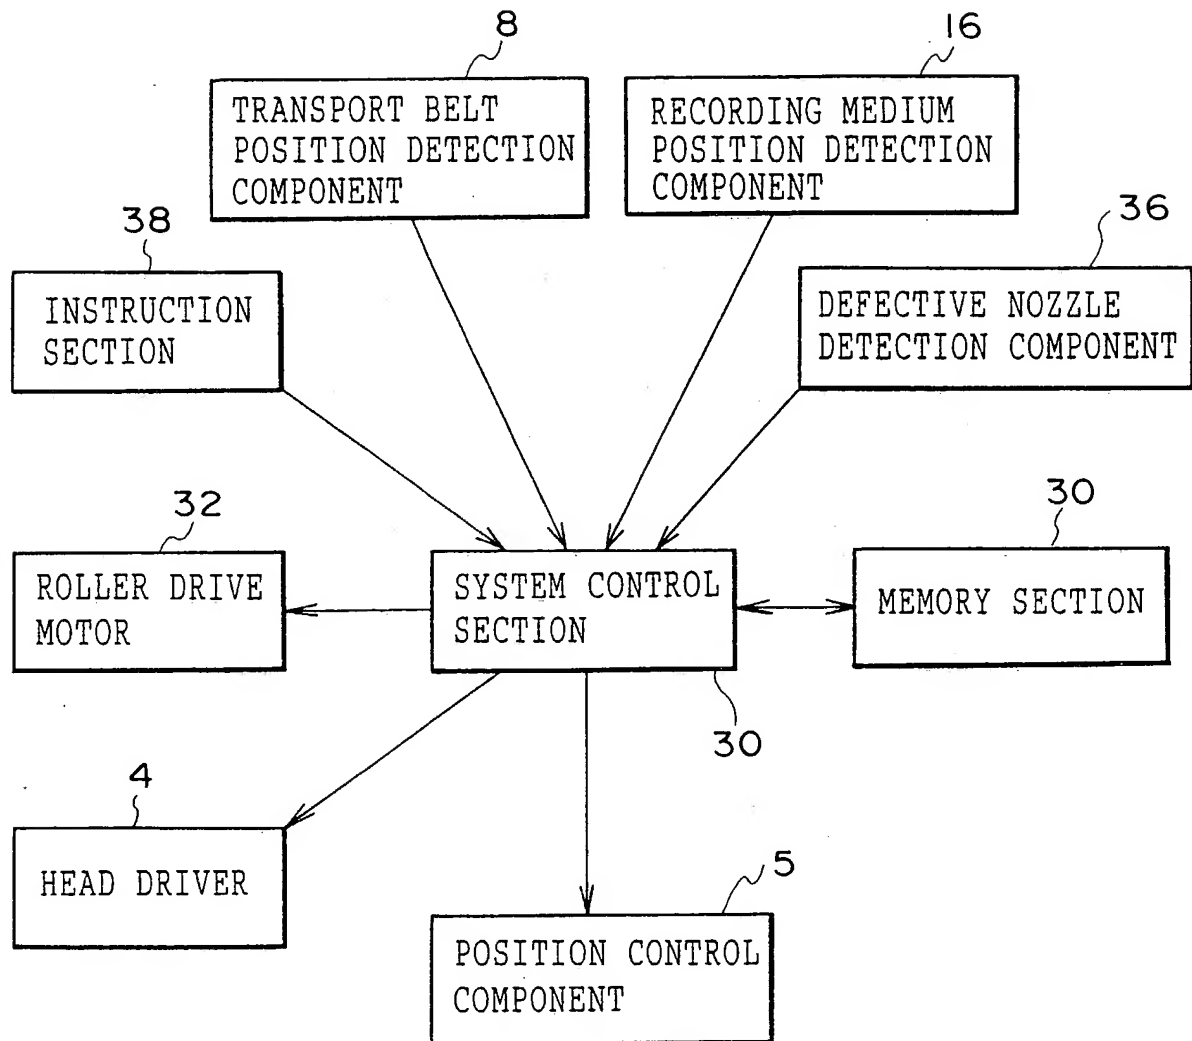 8
TRANSPORT BELT
POSITION DETECTION
COMPONENT
16
RECORDING MEDIUM
POSITION DETECTION
COMPONENT
38
INSTRUCTION
SECTION
36
DEFECTIVE NOZZLE
DETECTION COMPONENT
32
ROLLER DRIVE
MOTOR
SYSTEM CONTROL
SECTION
30
30
MEMORY SECTION
4
HEAD DRIVER
5
POSITION CONTROL
COMPONENT